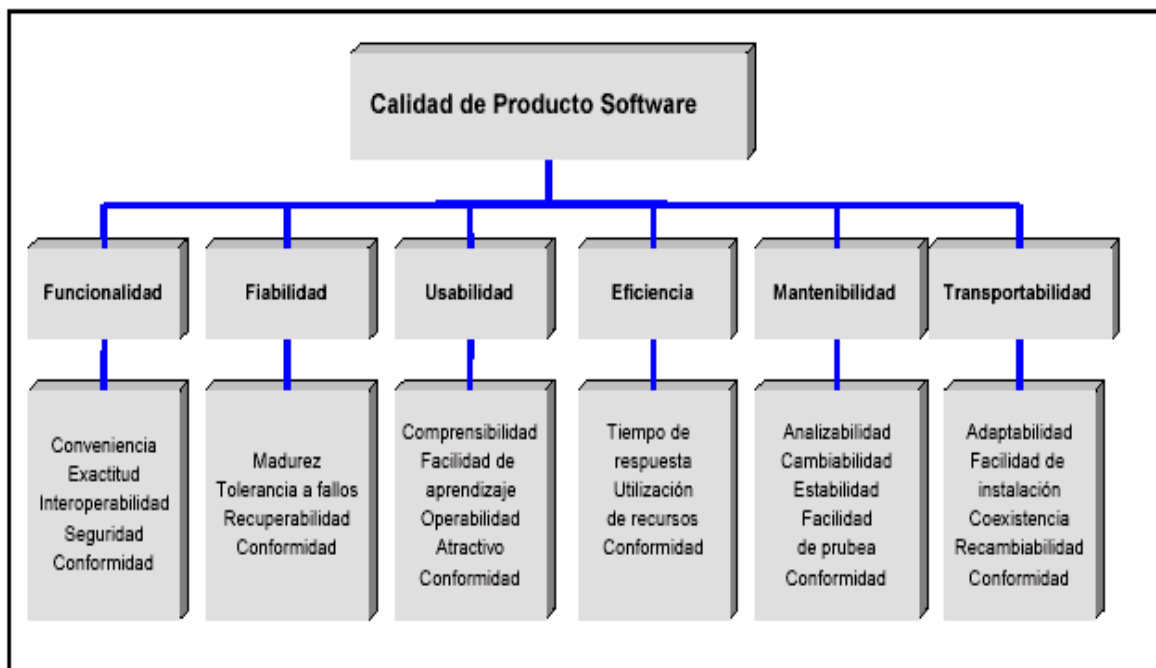 Calidad de Producto Software
Funcionalidad
Fiabilidad
Usabilidad
Eficiencia
Mantenibilidad
Transportabilidad
Conveniencia
Exactitud
Interoperabilidad
Seguridad
Conformidad
Madurez
Tolerancia a fallos
Recuperabilidad
Conformidad
Comprensibilidad
Facilidad de
aprendizaje
Operabilidad
Atractivo
Conformidad
Tiempo de
respuesta
Utilización
de recursos
Conformidad
Analizabilidad
Cambiabilidad
Estabilidad
Facilidad
de prubea
Conformidad
Adaptabilidad
Facilidad de
instalación
Coexistencia
Recambiabilidad
Conformidad